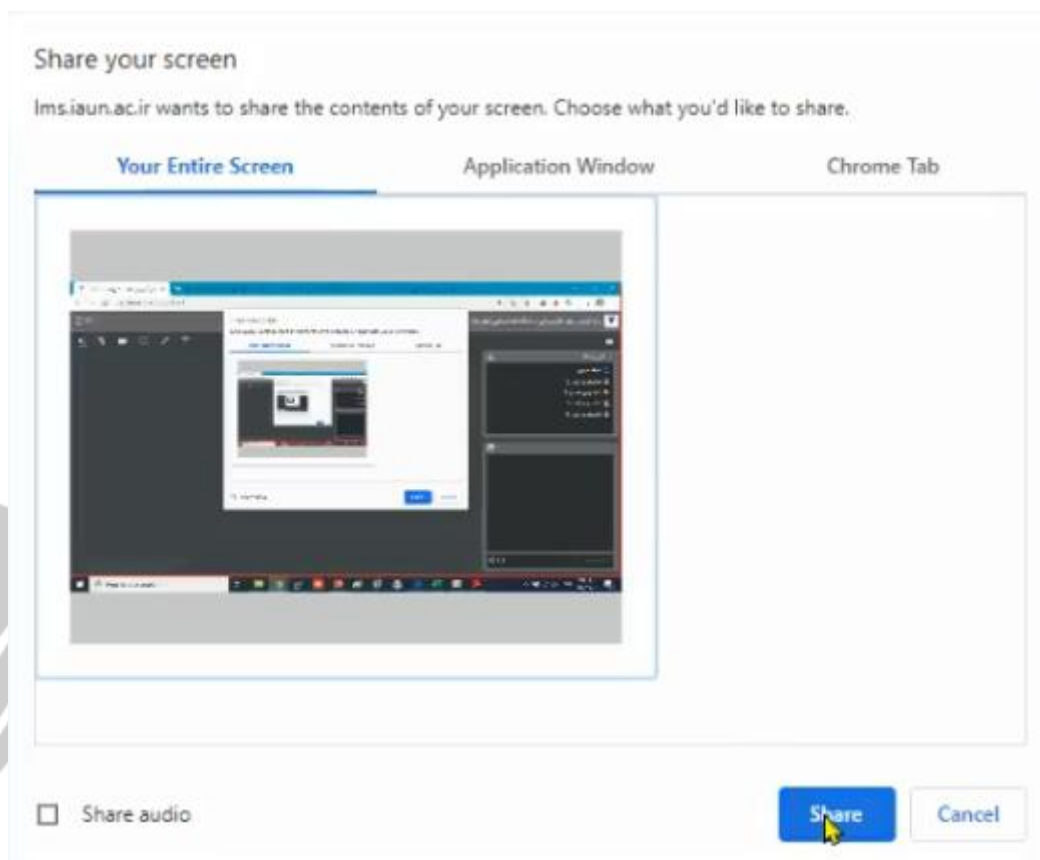 Share your screen
lms.iaun.ac.ir wants to share the contents of your screen. Choose what you'd like to share.
Your Entire Screen
Application Window
Chrome Tab
Share audio
Share
Cancel